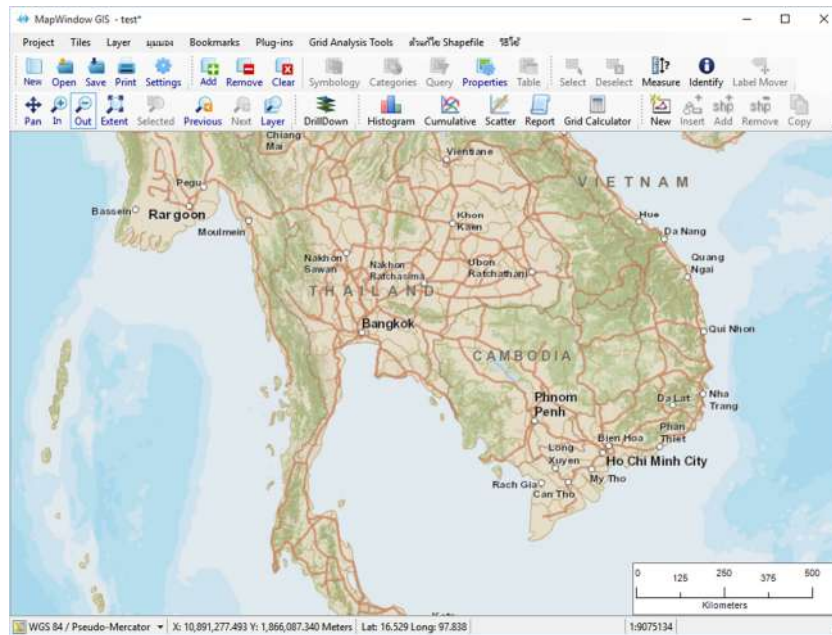 MapWindow GIS - test*
Project Tiles Layer มุมมอง Bookmarks Plug-ins Grid Analysis Tools ตัวแก้ไข Shapefile วิธีใช้
New Open Save Print Settings Add Remove Clear Symbology Categories Query Properties Table Select Deselect Measure Identify Label Mover
Pan In Out Extent Selected Previous Next Layer DrillDown Histogram Cumulative Scatter Report Grid Calculator New Insert Add Remove Copy
Chiang
Mai
Vientiane
VIETNAM
Pegu
Bassein
Rargoon
Moulmein
Khon
Kaen
Hue
Da Nang
Nakhon
Sawan
Nakhon
Ratchasima
Ubon
Ratchathani
Quang
Ngai
THAILAND
Bangkok
Qui Nhon
CAMBODIA
Phnom
Penh
Da Lat
Nha
Trang
Phan
Thiet
Bien Hoa
Long
Xuyen
Ho Chi Minh City
Rach Gia
Can Tho
My Tho
0 125 250 375 500
Kilometers
WGS 84 / Pseudo-Mercator X: 10,891,277.493 Y: 1,866,087.340 Meters Lat: 16.529 Long: 97.838 1:9075134